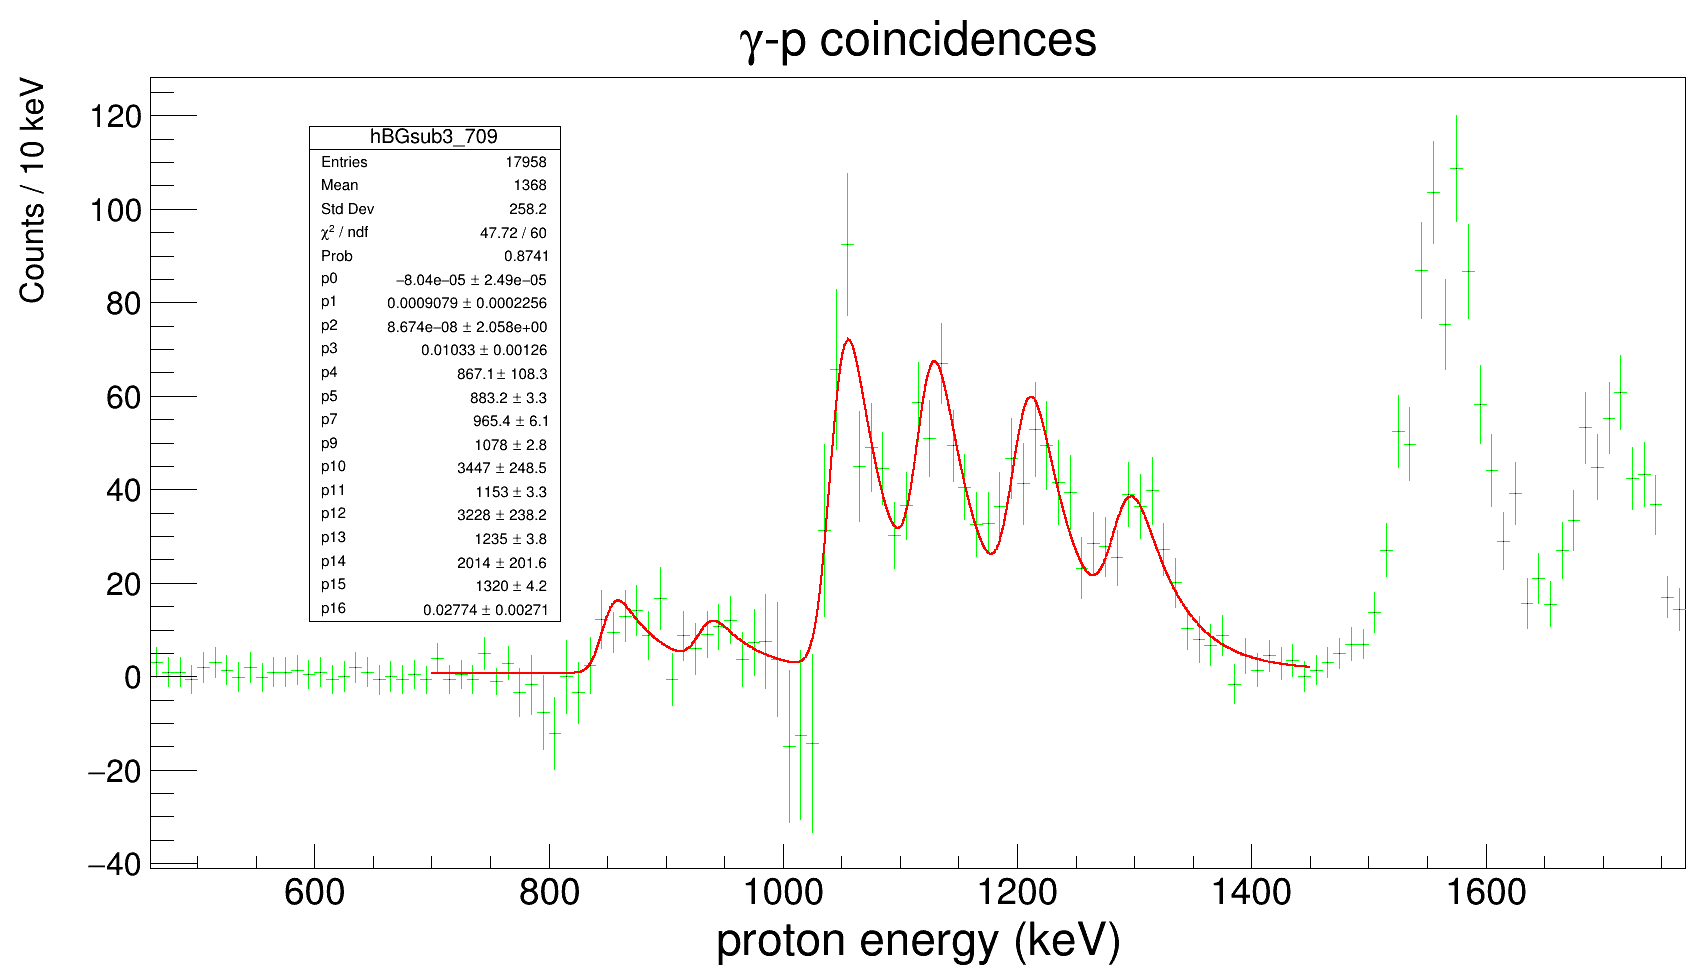 γ-p coincidences
Counts / 10 keV
120
100
80
60
40
20
0
−20
−40
hBGsub3_709
Entries 17958
Mean 1368
Std Dev 258.2
χ² / ndf 47.72 / 60
Prob 0.8741
p0 −8.04e−05 ± 2.49e−05
p1 0.0009079 ± 0.0002256
p2 8.674e−08 ± 2.058e+00
p3 0.01033 ± 0.00126
p4 867.1 ± 108.3
p5 883.2 ± 3.3
p7 965.4 ± 6.1
p9 1078 ± 2.8
p10 3447 ± 248.5
p11 1153 ± 3.3
p12 3228 ± 238.2
p13 1235 ± 3.8
p14 2014 ± 201.6
p15 1320 ± 4.2
p16 0.02774 ± 0.00271
600 800 1000 1200 1400 1600
proton energy (keV)